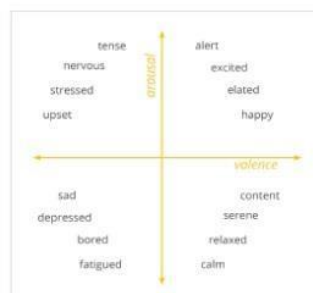 tense alert
nervous excited
arousal
stressed elated
upset happy
valence
sad content
depressed serene
bored relaxed
fatigued calm